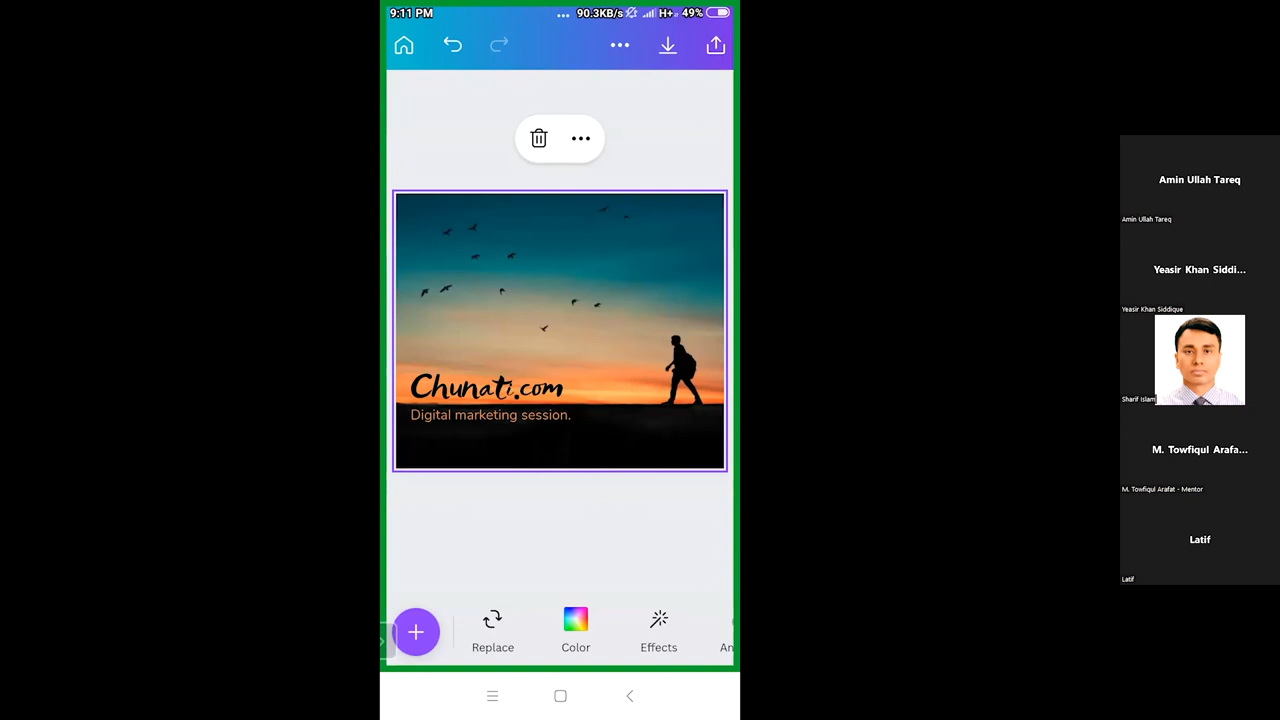 9:11 PM
... 90.3KB/s H+ 49%
Chunati.com
Digital marketing session.
Replace
Color
Effects
An
Amin Ullah Tareq
Amin Ullah Tareq
Yeasir Khan Siddi...
Yeasir Khan Siddique
Sharif Islam
M. Towfiqul Arafa...
M. Towfiqul Arafat - Mentor
Latif
Latif